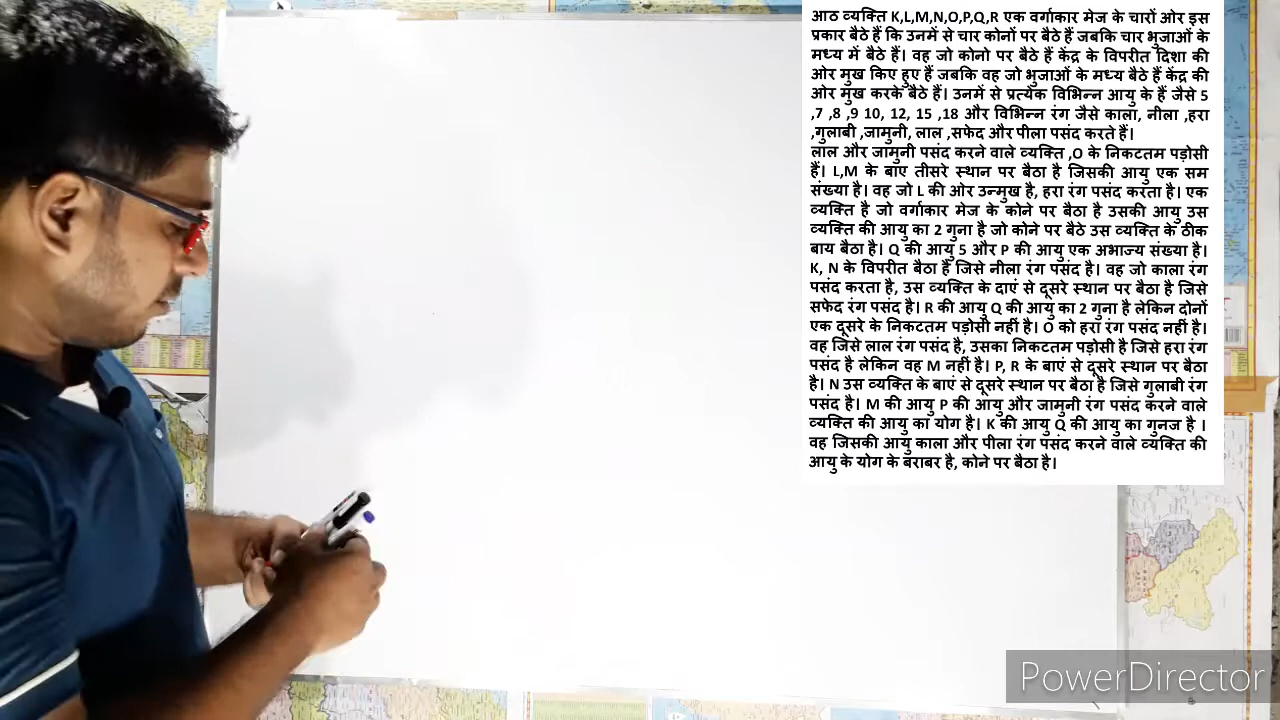 आठ व्यक्ति K,L,M,N,O,P,Q,R एक वर्गाकार मेज के चारों ओर इस
प्रकार बैठे हैं कि उनमें से चार कोनों पर बैठे हैं जबकि चार भुजाओं के
मध्य में बैठे हैं। वह जो कोनो पर बैठे हैं केंद्र के विपरीत दिशा की
ओर मुख किए हुए हैं जबकि वह जो भुजाओं के मध्य बैठे हैं केंद्र की
ओर मुख करके बैठे हैं। उनमें से प्रत्येक विभिन्न आयु के हैं जैसे 5
,7 ,8 ,9 10, 12, 15 ,18 और विभिन्न रंग जैसे काला, नीला ,हरा
,गुलाबी ,जामुनी, लाल ,सफेद और पीला पसंद करते हैं।
लाल और जामुनी पसंद करने वाले व्यक्ति ,O के निकटतम पड़ोसी
हैं। L,M के बाएं तीसरे स्थान पर बैठा है जिसकी आयु एक सम
संख्या है। वह जो L की ओर उन्मुख है, हरा रंग पसंद करता है। एक
व्यक्ति है जो वर्गाकार मेज के कोने पर बैठा है उसकी आयु उस
व्यक्ति की आयु का 2 गुना है जो कोने पर बैठे उस व्यक्ति के ठीक
बाय बैठा है। Q की आयु 5 और P की आयु एक अभाज्य संख्या है।
K, N के विपरीत बैठा है जिसे नीला रंग पसंद है। वह जो काला रंग
पसंद करता है, उस व्यक्ति के दाएं से दूसरे स्थान पर बैठा है जिसे
सफेद रंग पसंद है। R की आयु Q की आयु का 2 गुना है लेकिन दोनों
एक दूसरे के निकटतम पड़ोसी नहीं है। O को हरा रंग पसंद नहीं है।
वह जिसे लाल रंग पसंद है, उसका निकटतम पड़ोसी है जिसे हरा रंग
पसंद है लेकिन वह M नहीं है। P, R के बाएं से दूसरे स्थान पर बैठा
है। N उस व्यक्ति के बाएं से दूसरे स्थान पर बैठा है जिसे गुलाबी रंग
पसंद है। M की आयु P की आयु और जामुनी रंग पसंद करने वाले
व्यक्ति की आयु का योग है। K की आयु Q की आयु का गुनज है ।
वह जिसकी आयु काला और पीला रंग पसंद करने वाले व्यक्ति की
आयु के योग के बराबर है, कोने पर बैठा है।
PowerDirector